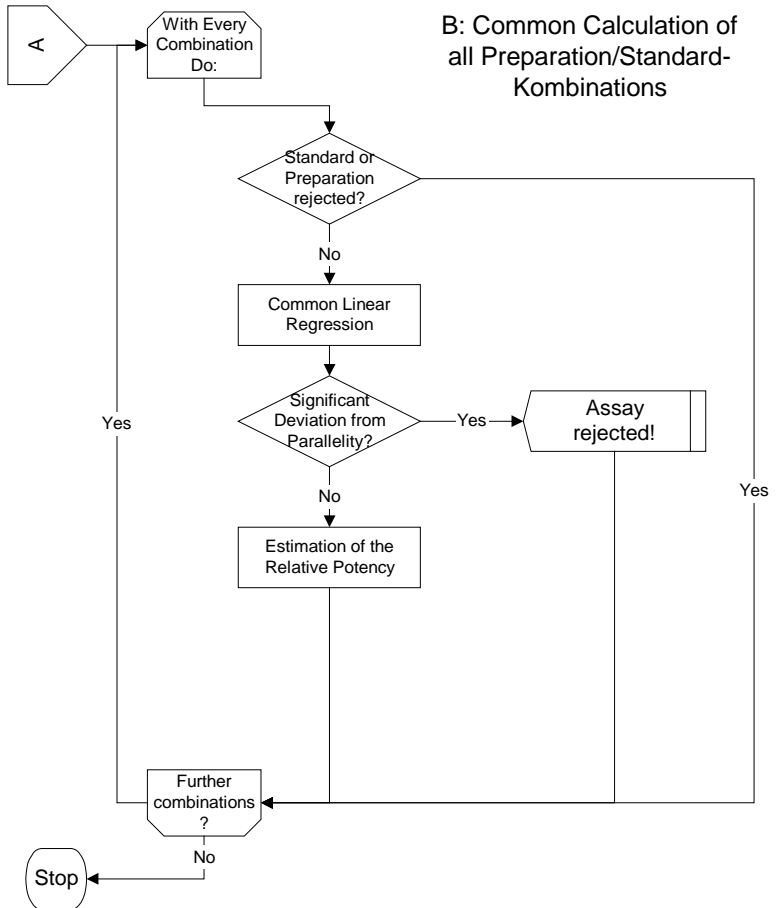 B: Common Calculation of
all Preparation/Standard-
Kombinations
A
With Every
Combination
Do:
Standard or
Preparation
rejected?
No
Common Linear
Regression
Significant
Deviation from
Parallelity?
Yes
Assay
rejected!
Yes
Yes
No
Estimation of the
Relative Potency
Further
combinations
?
No
Stop